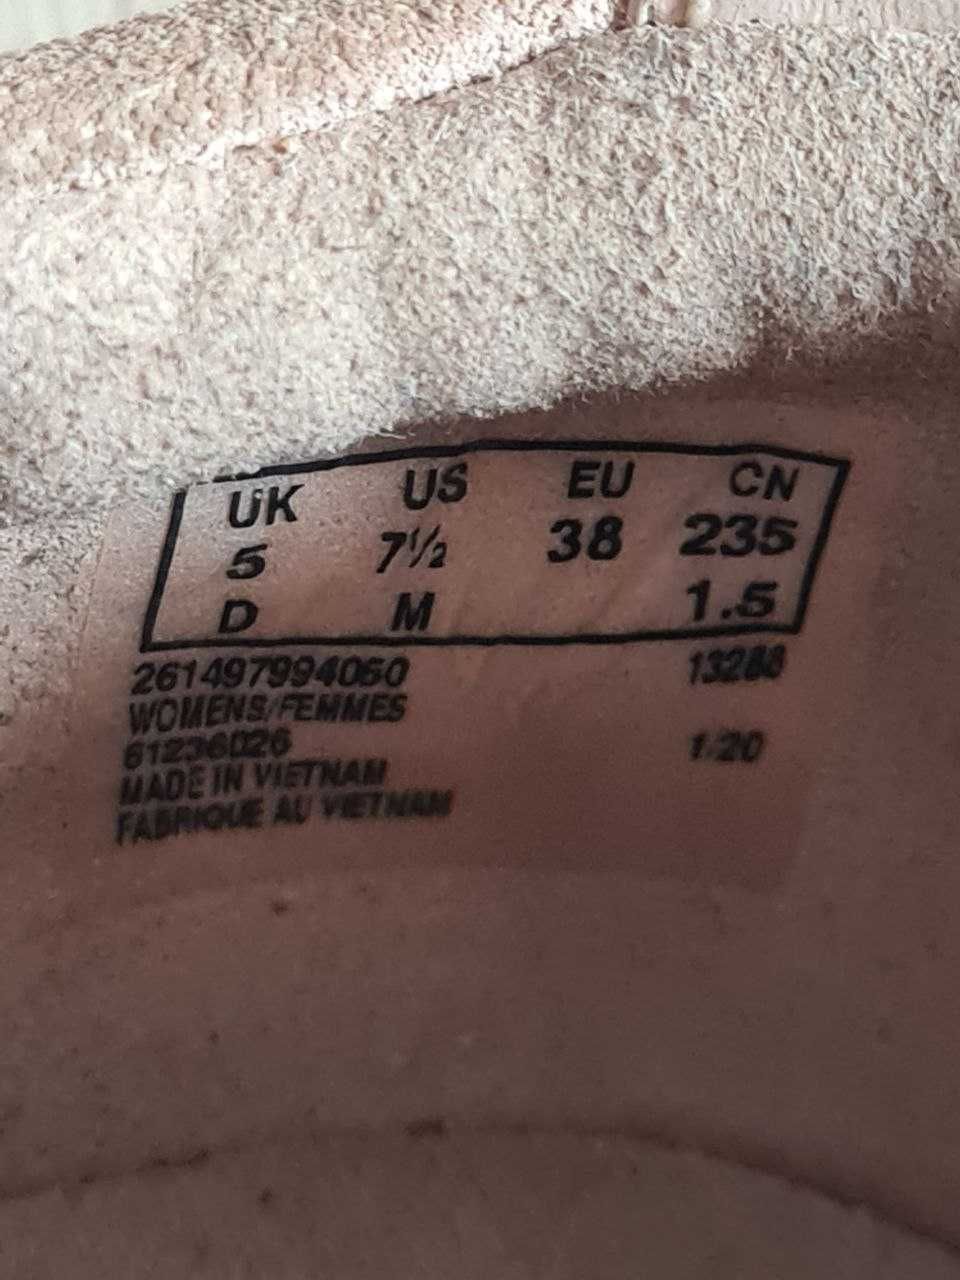 UK US EU CN
5 7½ 38 235
D M 1.5
261497994060 13288
WOMENS/FEMMES
61236026 1/20
MADE IN VIETNAM
FABRIQUE AU VIETNAM